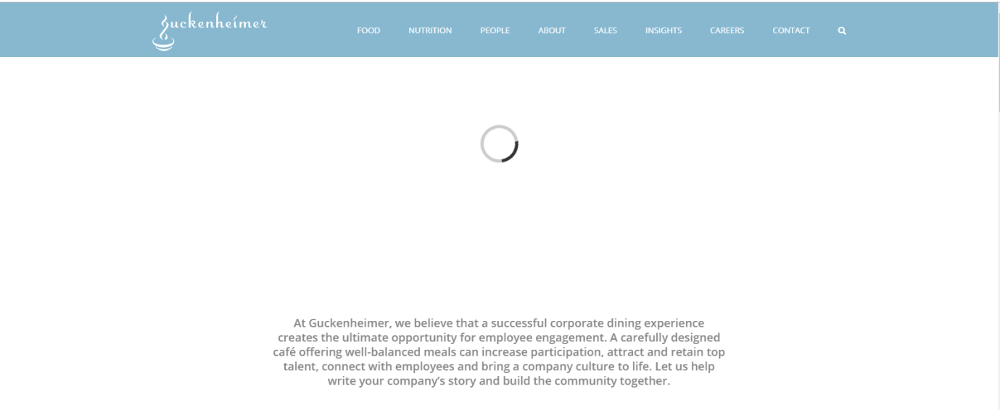 guckenheimer
FOOD NUTRITION PEOPLE ABOUT SALES INSIGHTS CAREERS CONTACT
At Guckenheimer, we believe that a successful corporate dining experience
creates the ultimate opportunity for employee engagement. A carefully designed
café offering well-balanced meals can increase participation, attract and retain top
talent, connect with employees and bring a company culture to life. Let us help
write your company’s story and build the community together.